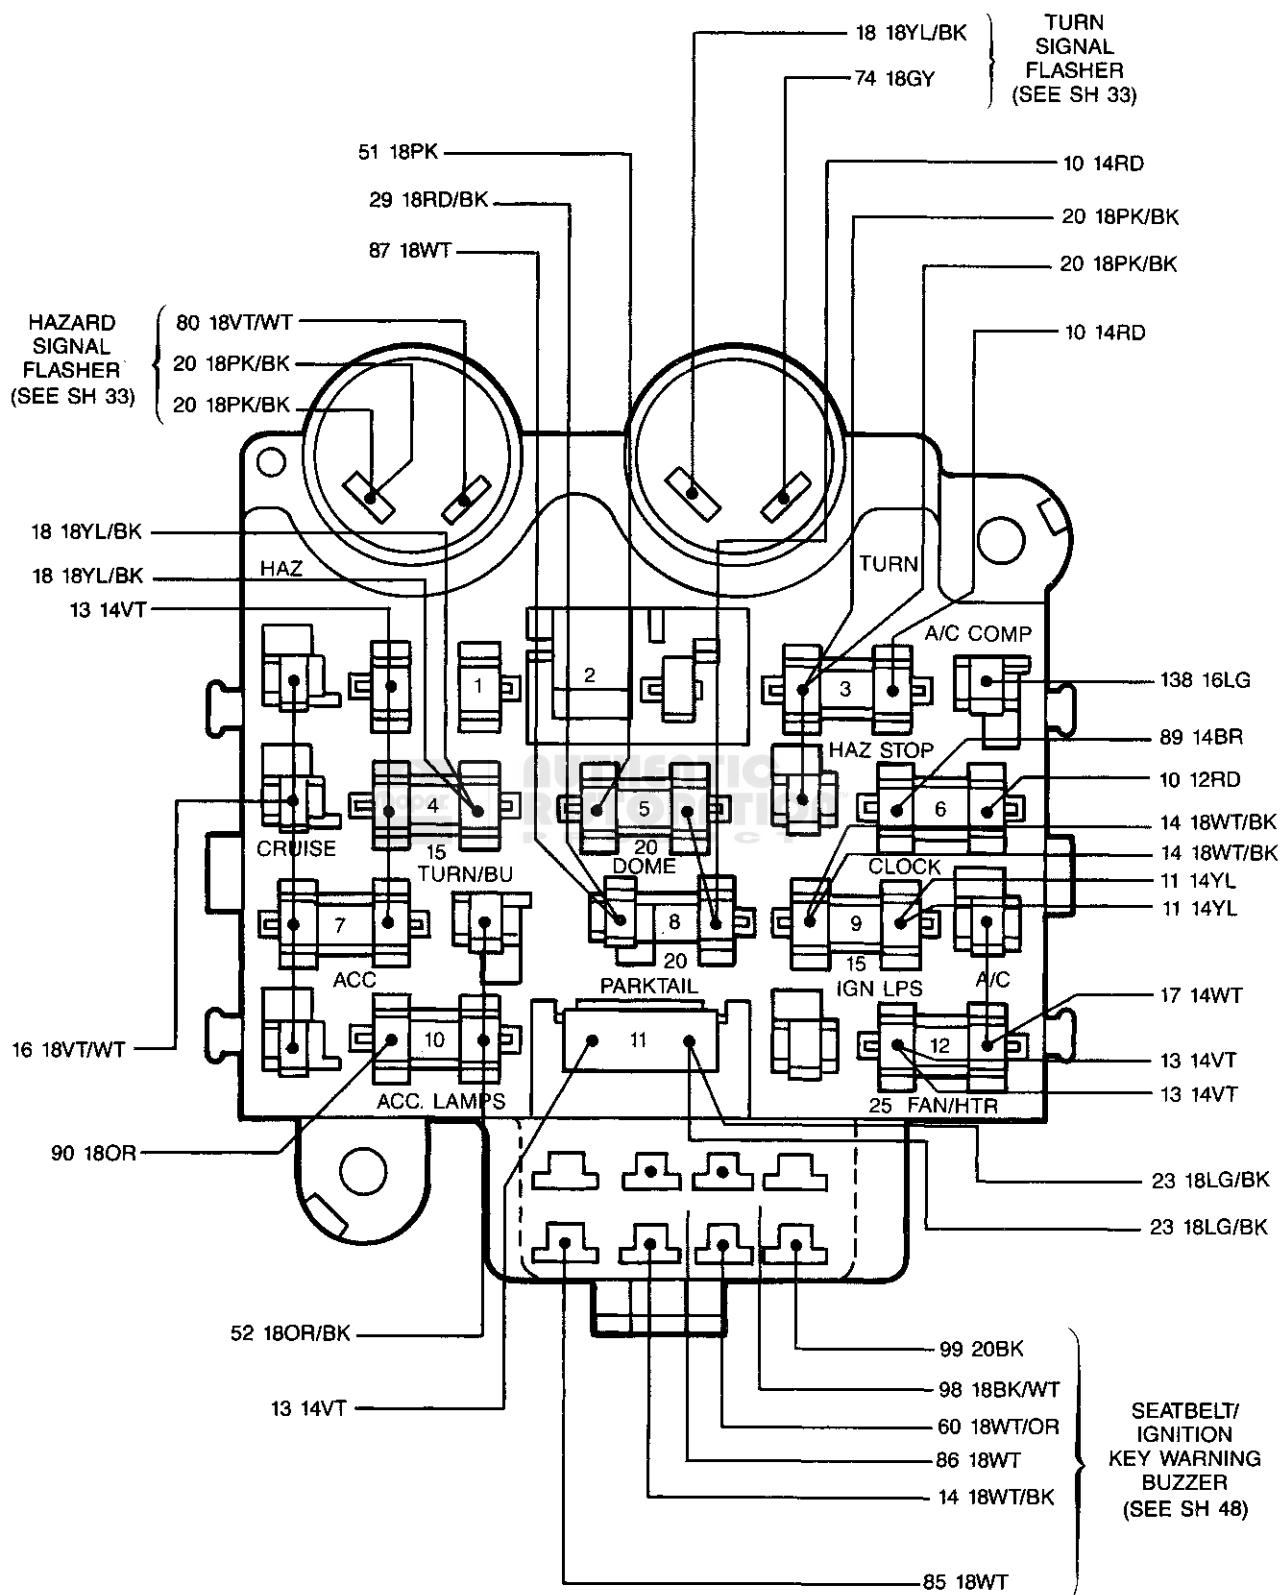 18 18YL/BK
74 18GY
TURN
SIGNAL
FLASHER
(SEE SH 33)
51 18PK
10 14RD
29 18RD/BK
20 18PK/BK
87 18WT
20 18PK/BK
HAZARD
SIGNAL
FLASHER
(SEE SH 33)
80 18VT/WT
20 18PK/BK
20 18PK/BK
10 14RD
18 18YL/BK
18 18YL/BK
13 14VT
HAZ
TURN
A/C COMP
1
2
3
138 16LG
HAZ STOP
89 14BR
AUTHENTIC
RESTORATION
PRODUCT
4
5
6
10 12RD
14 18WT/BK
CRUISE
15
TURN/BU
20
DOME
CLOCK
14 18WT/BK
11 14YL
11 14YL
7
8
9
ACC
20
PARKTAIL
15
IGN LPS
A/C
17 14WT
16 18VT/WT
10
11
12
13 14VT
ACC. LAMPS
25 FAN/HTR
13 14VT
90 18OR
23 18LG/BK
23 18LG/BK
52 18OR/BK
13 14VT
99 20BK
98 18BK/WT
60 18WT/OR
86 18WT
14 18WT/BK
85 18WT
SEATBELT/
IGNITION
KEY WARNING
BUZZER
(SEE SH 48)